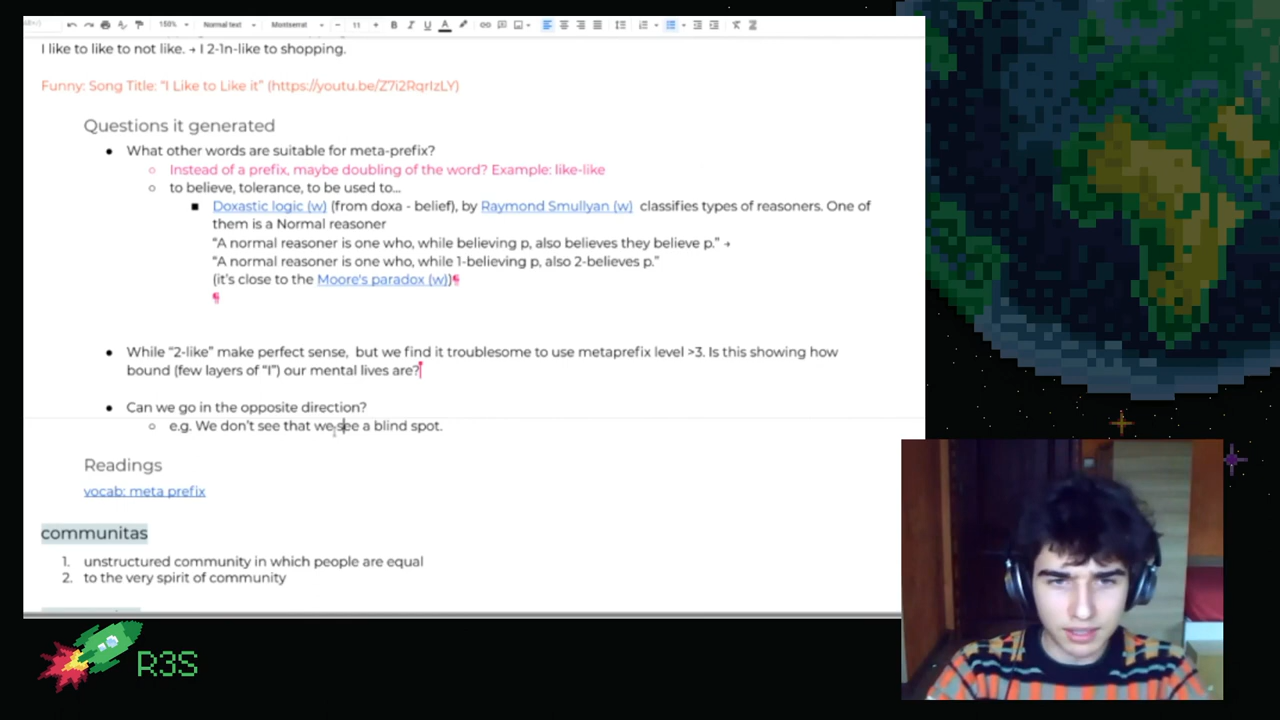 150%
Normal text
Montserrat
11
I like to like to not like. → I 2-1n-like to shopping.
Funny: Song Title: “I Like to Like it” (https://youtu.be/Z7i2RqrIzLY)
Questions it generated
● What other words are suitable for meta-prefix?
○ Instead of a prefix, maybe doubling of the word? Example: like-like
○ to believe, tolerance, to be used to...
■ Doxastic logic (w) (from doxa - belief), by Raymond Smullyan (w) classifies types of reasoners. One of
them is a Normal reasoner
“A normal reasoner is one who, while believing p, also believes they believe p.” →
“A normal reasoner is one who, while 1-believing p, also 2-believes p.”
(it’s close to the Moore's paradox (w))¶
¶
● While “2-like” make perfect sense, but we find it troublesome to use metaprefix level >3. Is this showing how
bound (few layers of “I”) our mental lives are?
● Can we go in the opposite direction?
○ e.g. We don’t see that we see a blind spot.
Readings
vocab: meta prefix
communitas
1. unstructured community in which people are equal
2. to the very spirit of community
R3S